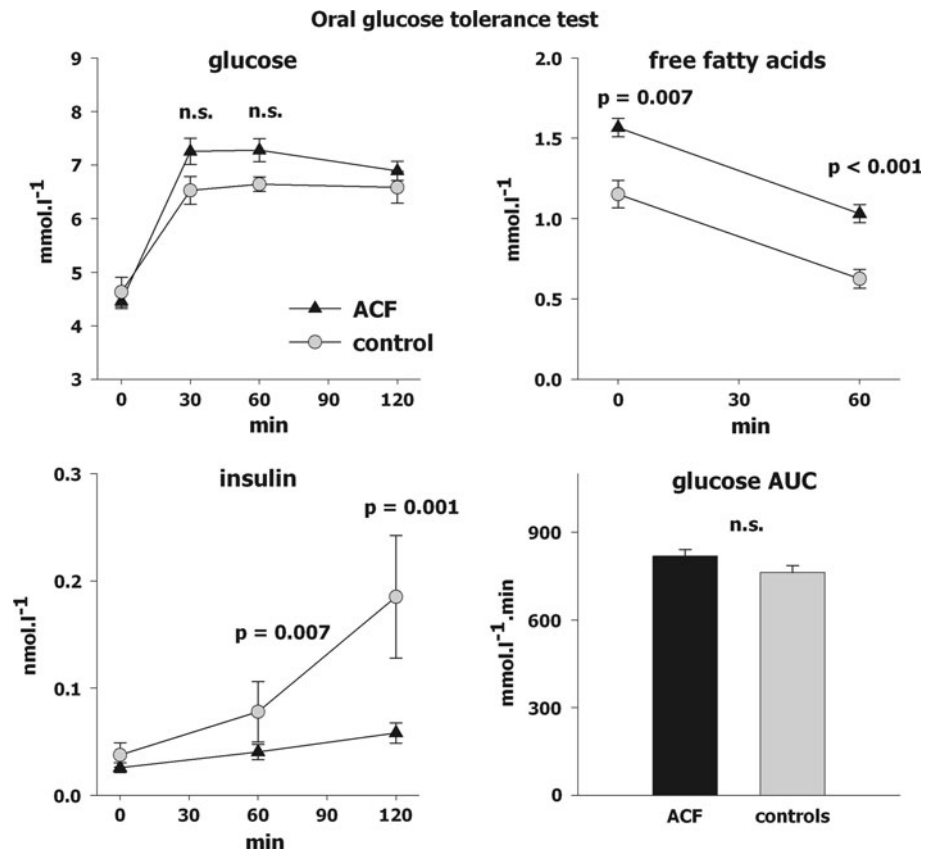 Oral glucose tolerance test
glucose
mmol.l⁻¹
9
8
7
6
5
4
3
n.s.
n.s.
ACF
control
0
30
60
90
120
min
free fatty acids
mmol.l⁻¹
2.0
1.5
1.0
0.5
0.0
p = 0.007
p < 0.001
0
30
60
min
insulin
nmol.l⁻¹
0.3
0.2
0.1
0.0
p = 0.001
p = 0.007
0
30
60
90
120
min
glucose AUC
mmol.l⁻¹.min
900
600
300
0
n.s.
ACF
controls